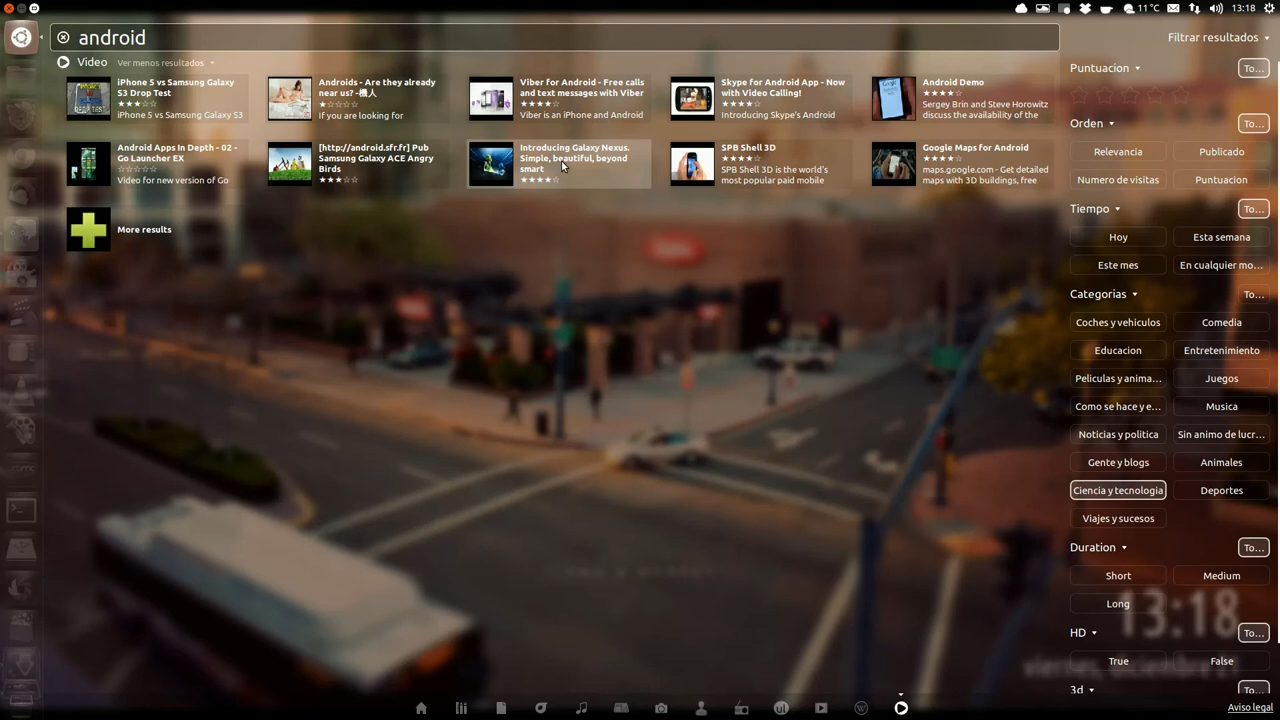 11 °C
13:18
android
Filtrar resultados
Video
Ver menos resultados
iPhone 5 vs Samsung Galaxy
S3 Drop Test
iPhone 5 vs Samsung Galaxy S3
Androids - Are they already
near us? -機人
If you are looking for
Viber for Android - Free calls
and text messages with Viber
Viber is an iPhone and Android
Skype for Android App - Now
with Video Calling!
Introducing Skype's Android
Android Demo
Sergey Brin and Steve Horowitz
discuss the availability of the
Android Apps In Depth - 02 -
Go Launcher EX
Video for new version of Go
[http://android.sfr.fr] Pub
Samsung Galaxy ACE Angry
Birds
Introducing Galaxy Nexus.
Simple, beautiful, beyond
smart
SPB Shell 3D
SPB Shell 3D is the world's
most popular paid mobile
Google Maps for Android
maps.google.com - Get detailed
maps with 3D buildings, free
More results
Puntuacion
To...
Orden
To...
Relevancia
Publicado
Numero de visitas
Puntuacion
Tiempo
To...
Hoy
Esta semana
Este mes
En cualquier mo...
Categorias
To...
Coches y vehiculos
Comedia
Educacion
Entretenimiento
Peliculas y anima...
Juegos
Como se hace y e...
Musica
Noticias y politica
Sin animo de lucr...
Gente y blogs
Animales
Ciencia y tecnologia
Deportes
Viajes y sucesos
Duration
To...
Short
Medium
Long
13:18
HD
To...
True
False
viernes,
3d
To...
Aviso legal